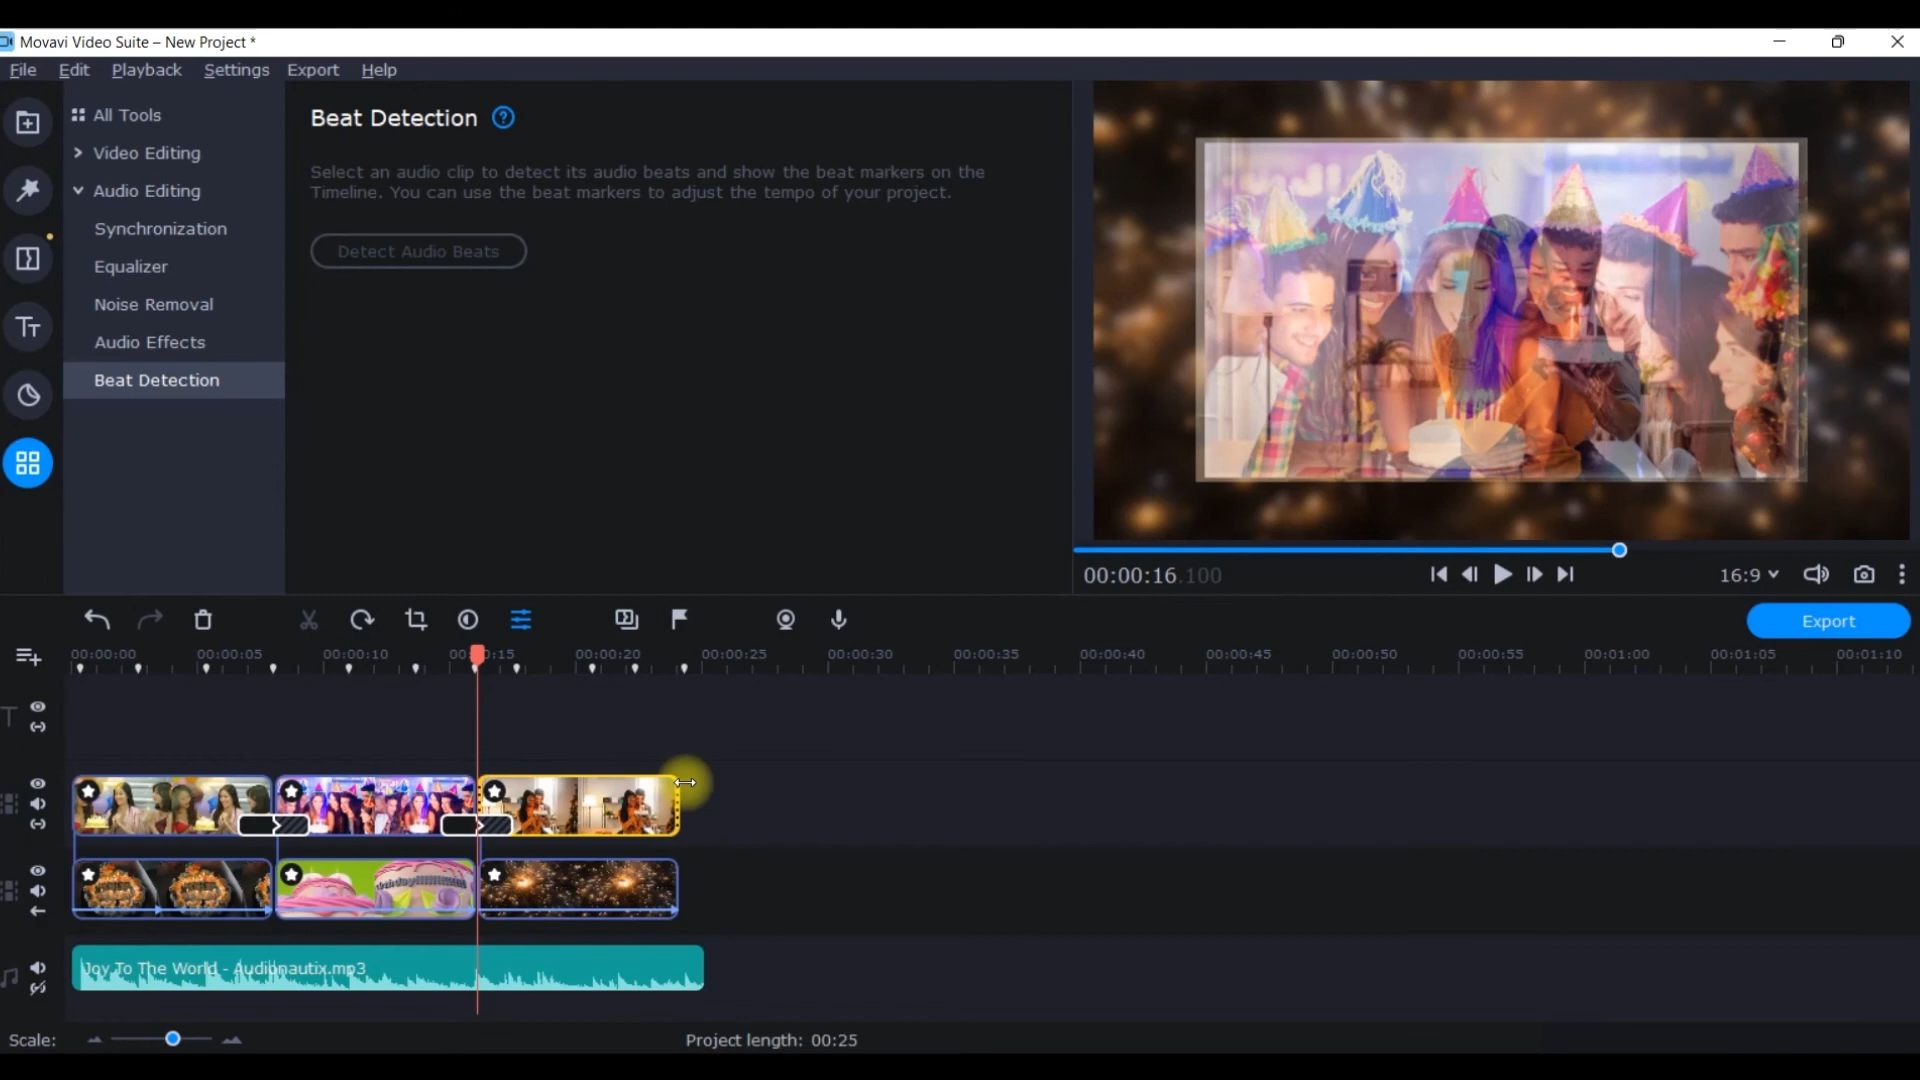 Movavi Video Suite – New Project *
File Edit Playback Settings Export Help
All Tools
Video Editing
Audio Editing
Synchronization
Equalizer
Noise Removal
Audio Effects
Beat Detection
Beat Detection ?
Select an audio clip to detect its audio beats and show the beat markers on the
Timeline. You can use the beat markers to adjust the tempo of your project.
Detect Audio Beats
00:00:16.100
16:9
Export
00:00:00 00:00:05 00:00:10 00:00:15 00:00:20 00:00:25 00:00:30 00:00:35 00:00:40 00:00:45 00:00:50 00:00:55 00:01:00 00:01:05 00:01:10
Joy To The World - Audionautix.mp3
Scale:
Project length: 00:25